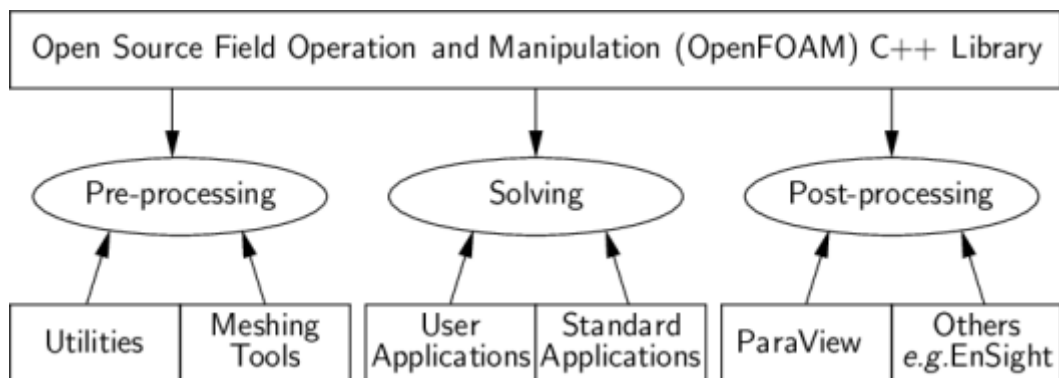 Open Source Field Operation and Manipulation (OpenFOAM) C++ Library
Pre-processing
Solving
Post-processing
Utilities
Meshing
Tools
User
Applications
Standard
Applications
ParaView
Others
e.g.EnSight